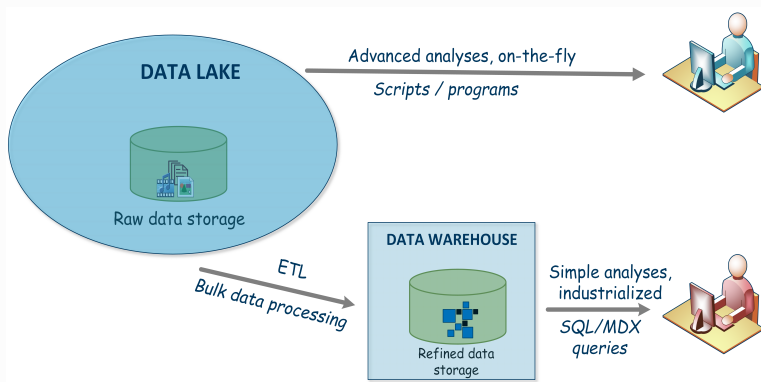 DATA LAKE
Advanced analyses, on-the-fly
Scripts / programs
Raw data storage
ETL
Bulk data processing
DATA WAREHOUSE
Refined data
storage
Simple analyses,
industrialized
SQL/MDX
queries